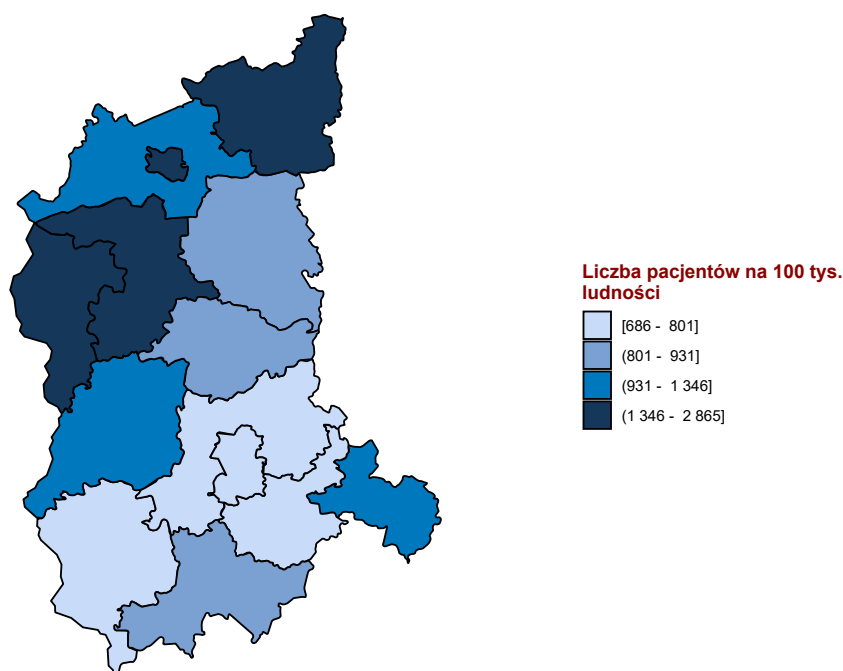 Liczba pacjentów na 100 tys.
ludności
[686 - 801]
(801 - 931]
(931 - 1 346]
(1 346 - 2 865]